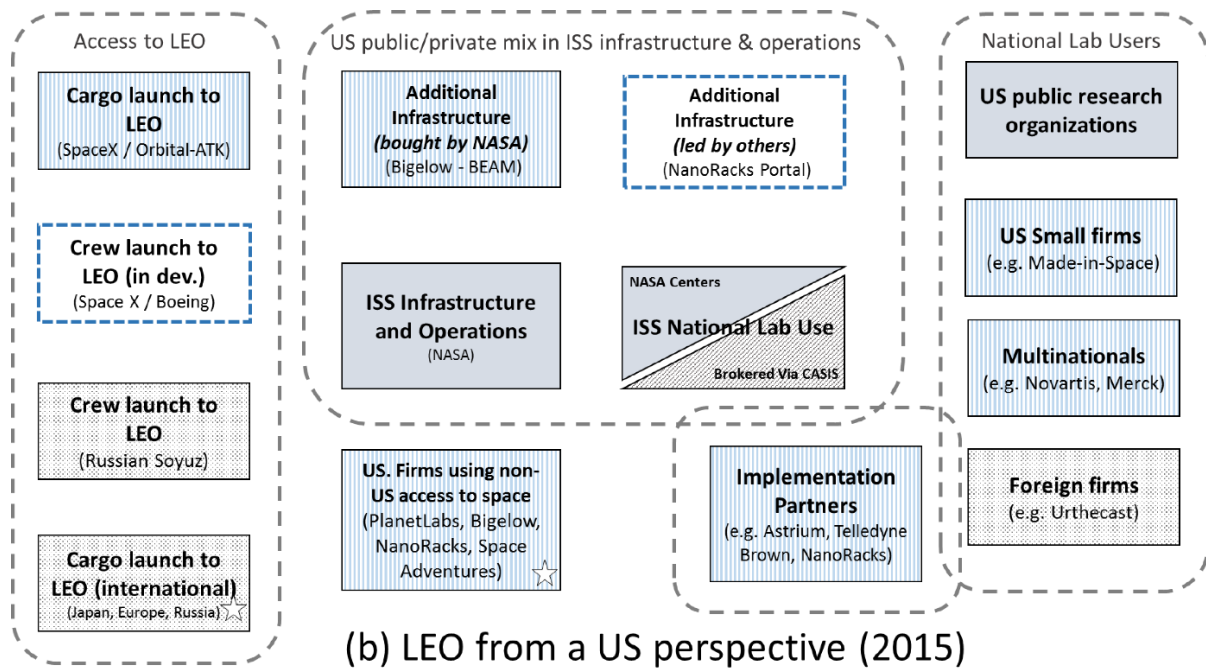 Access to LEO
Cargo launch to
LEO
(SpaceX / Orbital-ATK)
Crew launch to
LEO (in dev.)
(Space X / Boeing)
Crew launch to
LEO
(Russian Soyuz)
Cargo launch to
LEO (international)
(Japan, Europe, Russia)
US public/private mix in ISS infrastructure & operations
Additional
Infrastructure
(bought by NASA)
(Bigelow - BEAM)
Additional
Infrastructure
(led by others)
(NanoRacks Portal)
ISS Infrastructure
and Operations
(NASA)
NASA Centers
ISS National Lab Use
Brokered Via CASIS
US. Firms using non-
US access to space
(PlanetLabs, Bigelow,
NanoRacks, Space
Adventures)
Implementation
Partners
(e.g. Astrium, Telledyne
Brown, NanoRacks)
National Lab Users
US public research
organizations
US Small firms
(e.g. Made-in-Space)
Multinationals
(e.g. Novartis, Merck)
Foreign firms
(e.g. Urthecast)
(b) LEO from a US perspective (2015)